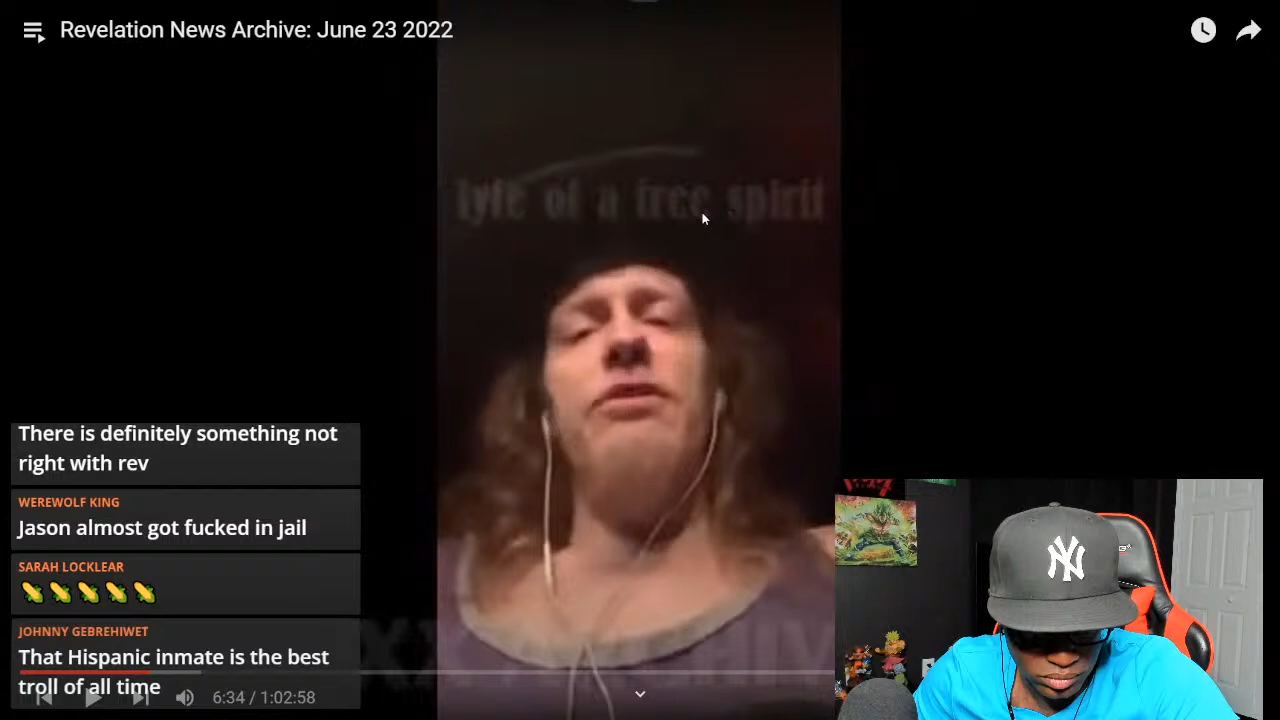 Revelation News Archive: June 23 2022
lyfe of a free spirit
There is definitely something not
right with rev
WEREWOLF KING
Jason almost got fucked in jail
SARAH LOCKLEAR
JOHNNY GEBREHIWET
That Hispanic inmate is the best
troll of all time
6:34 / 1:02:58
NY